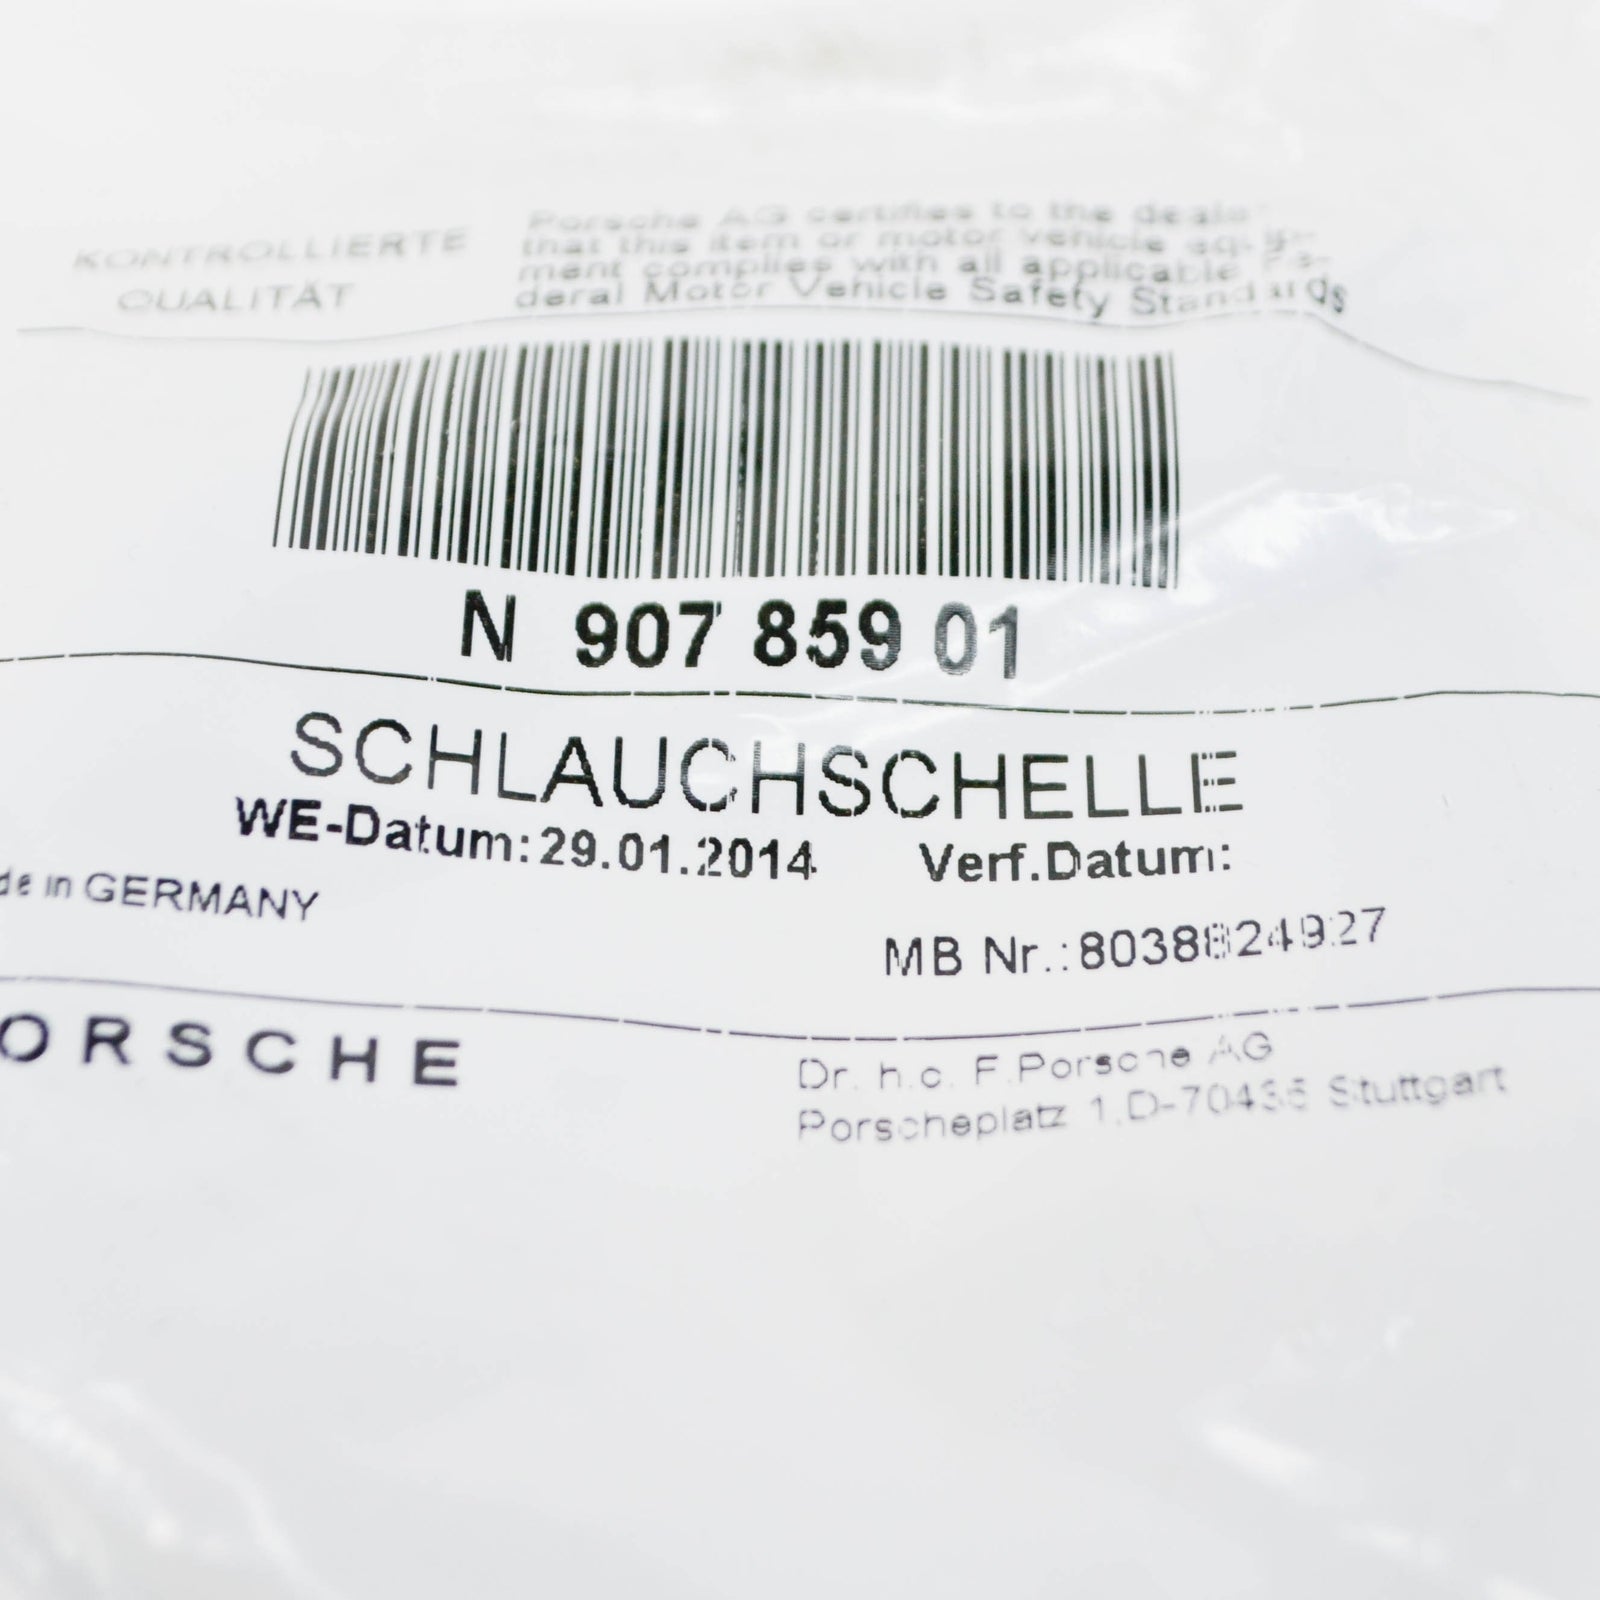 KONTROLLIERTE
QUALITÄT
Porsche AG certifies to the dealer
that this item or motor vehicle equip-
ment complies with all applicable Fe-
deral Motor Vehicle Safety Standards
N 907 859 01
SCHLAUCHSCHELLE
WE-Datum:29.01.2014 Verf.Datum:
de in GERMANY
MB Nr.:8038824927
ORSCHE
Dr. h.c. F.Porsche AG
Porscheplatz 1,D-70435 Stuttgart